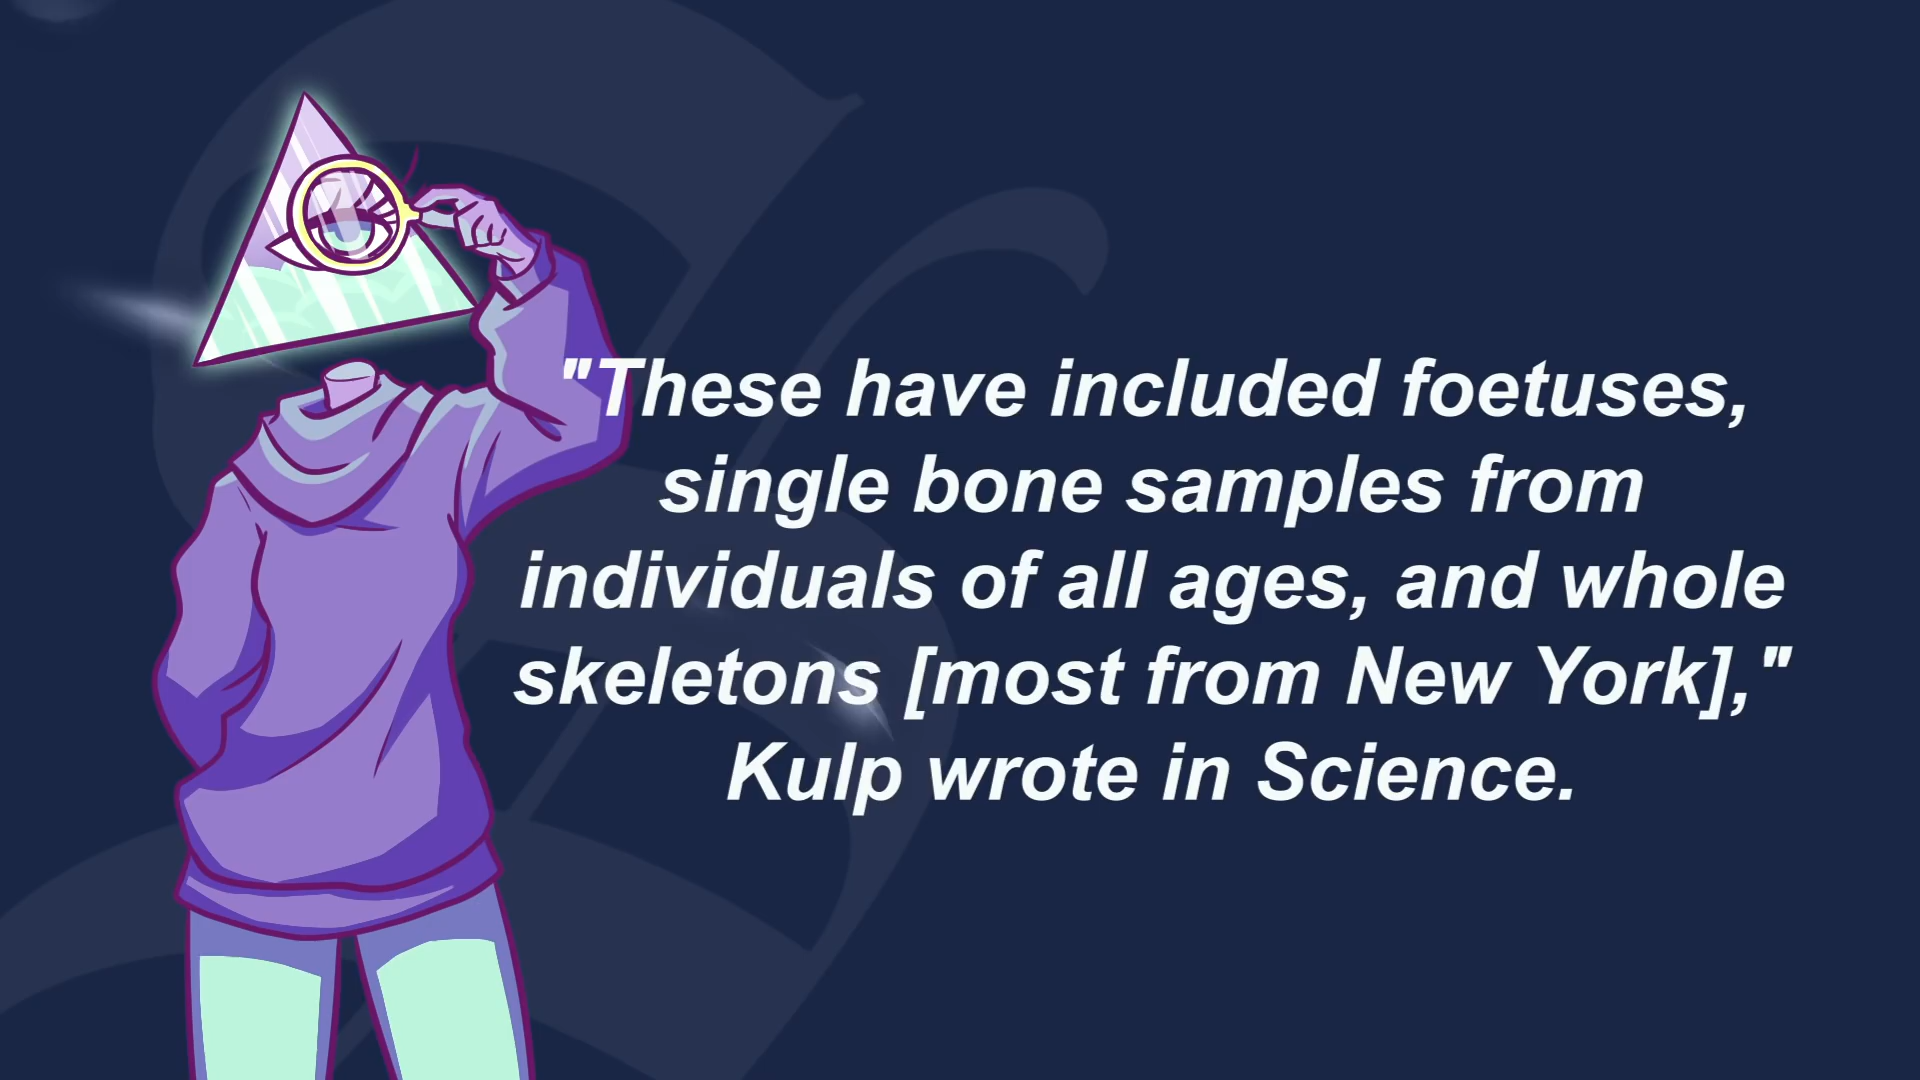 "These have included foetuses,
single bone samples from
individuals of all ages, and whole
skeletons [most from New York],"
Kulp wrote in Science.